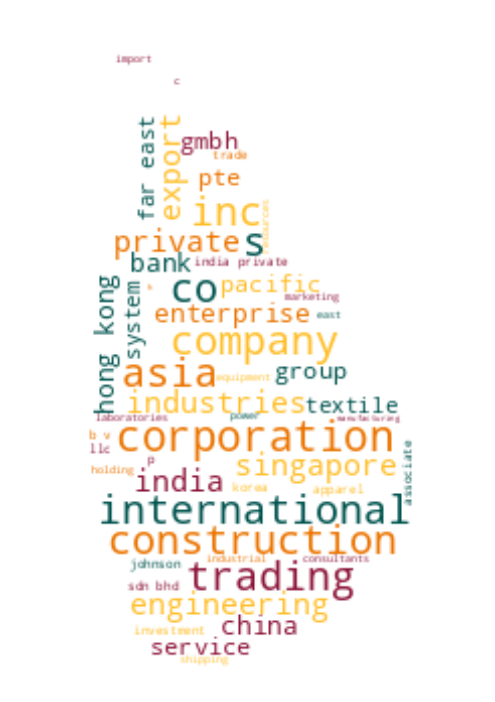 import
c
far east
export
gmbh
trade
pte
inc
resources
private
s
bank
india private
co
pacific
marketing
hong kong
system
enterprise
east
company
asia
equipment
group
industries
textile
laboratories
power
manufacturing
b v
corporation
llc
p
holding
singapore
india
korea
apparel
associate
international
construction
industrial
consultants
johnson
trading
sdn bhd
engineering
investment
china
service
shipping